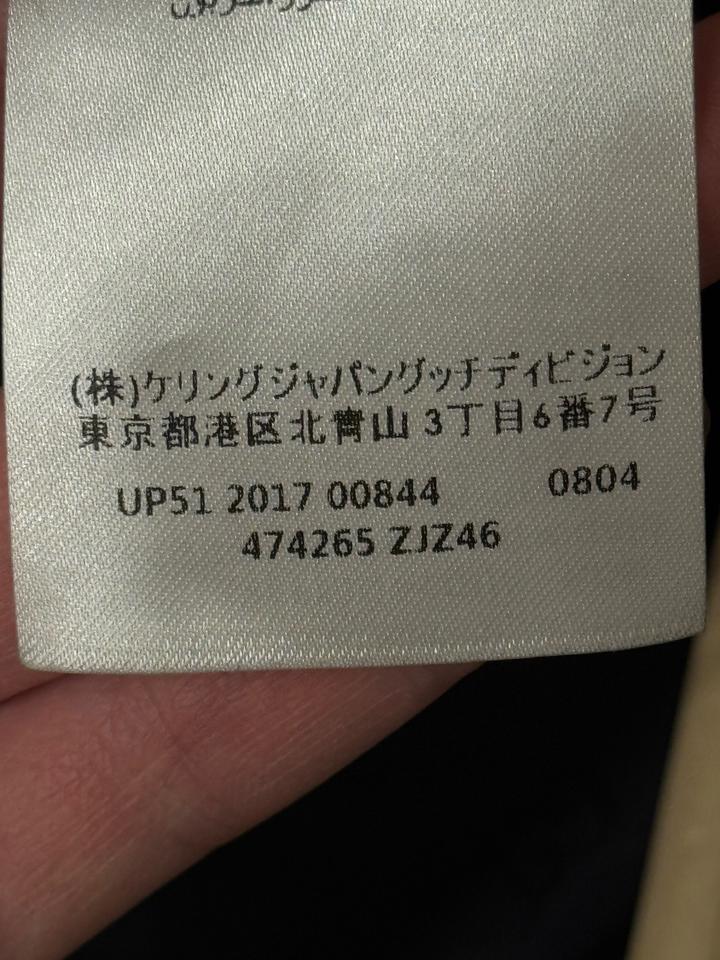 (株)ケリングジャパングッチディビジョン
東京都港区北青山 3丁目6番7号
UP51 2017 00844 0804
474265 ZJZ46